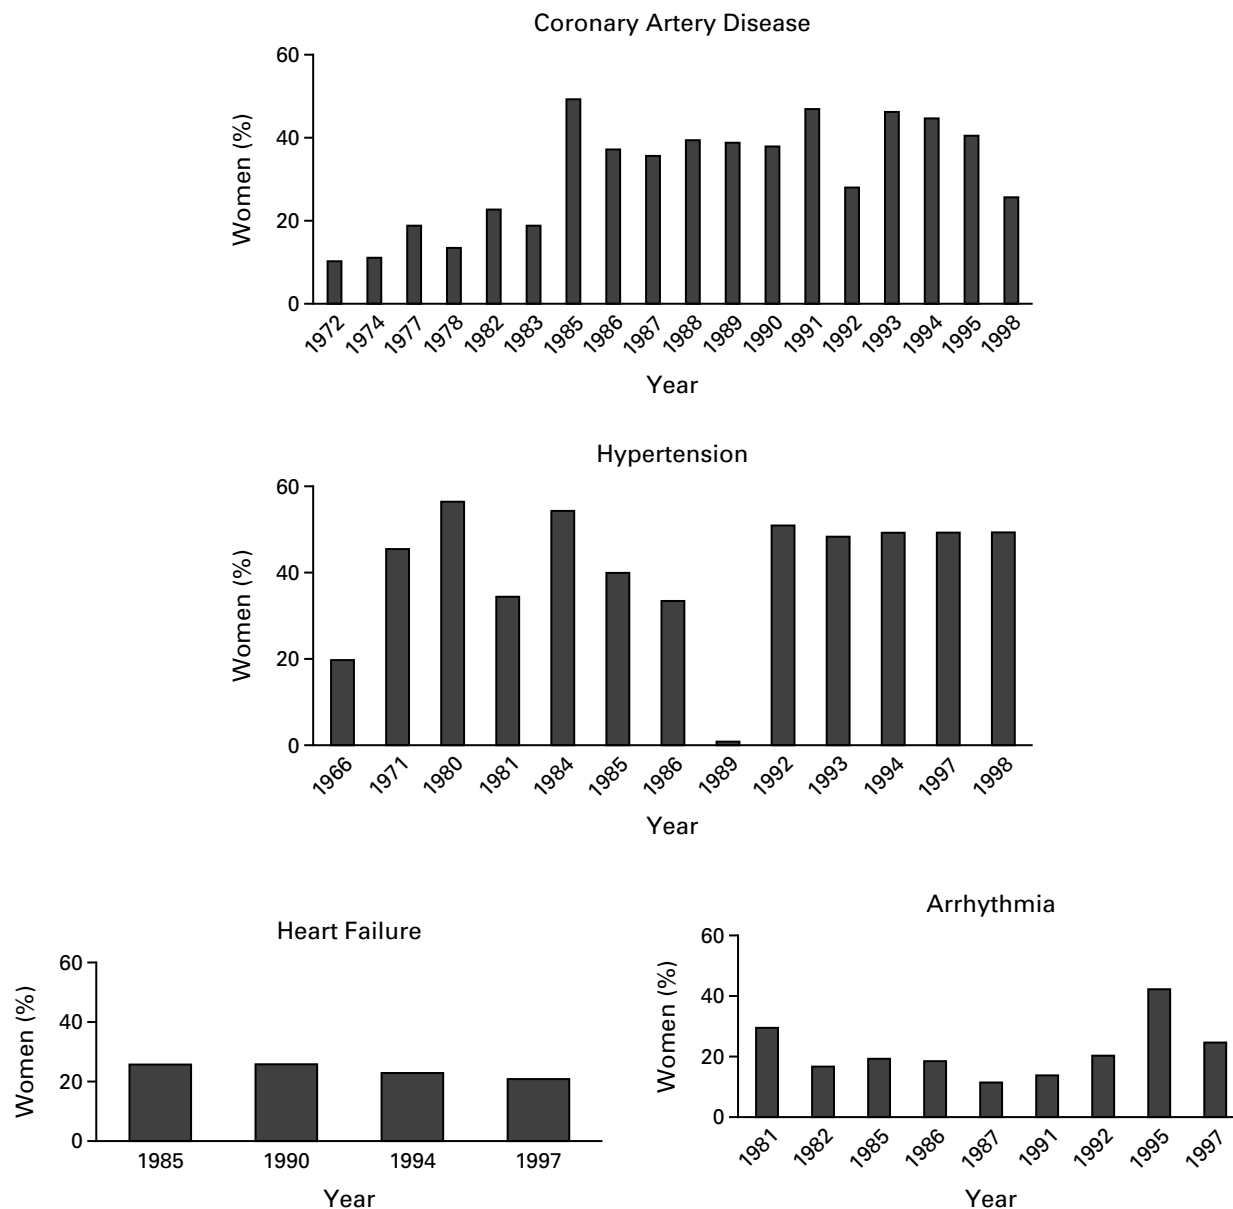 Coronary Artery Disease
Women (%)
60
40
20
0
1972 1974 1977 1978 1982 1983 1985 1986 1987 1988 1989 1990 1991 1992 1993 1994 1995 1998
Year
Hypertension
Women (%)
60
40
20
0
1966 1971 1980 1981 1984 1985 1986 1989 1992 1993 1994 1997 1998
Year
Heart Failure
Women (%)
60
40
20
0
1985 1990 1994 1997
Year
Arrhythmia
Women (%)
60
40
20
0
1981 1982 1985 1986 1987 1991 1992 1995 1997
Year